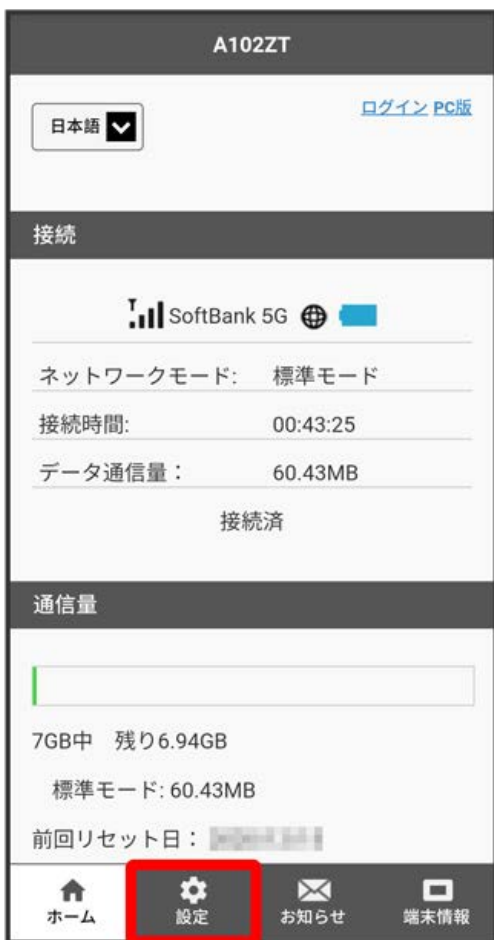 A102ZT
日本語
ログイン PC版
接続
SoftBank 5G
ネットワークモード: 標準モード
接続時間: 00:43:25
データ通信量： 60.43MB
接続済
通信量
7GB中 残り6.94GB
標準モード: 60.43MB
前回リセット日：
ホーム 設定 お知らせ 端末情報